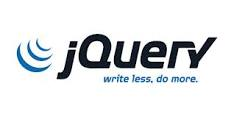 jQuery
write less, do more.